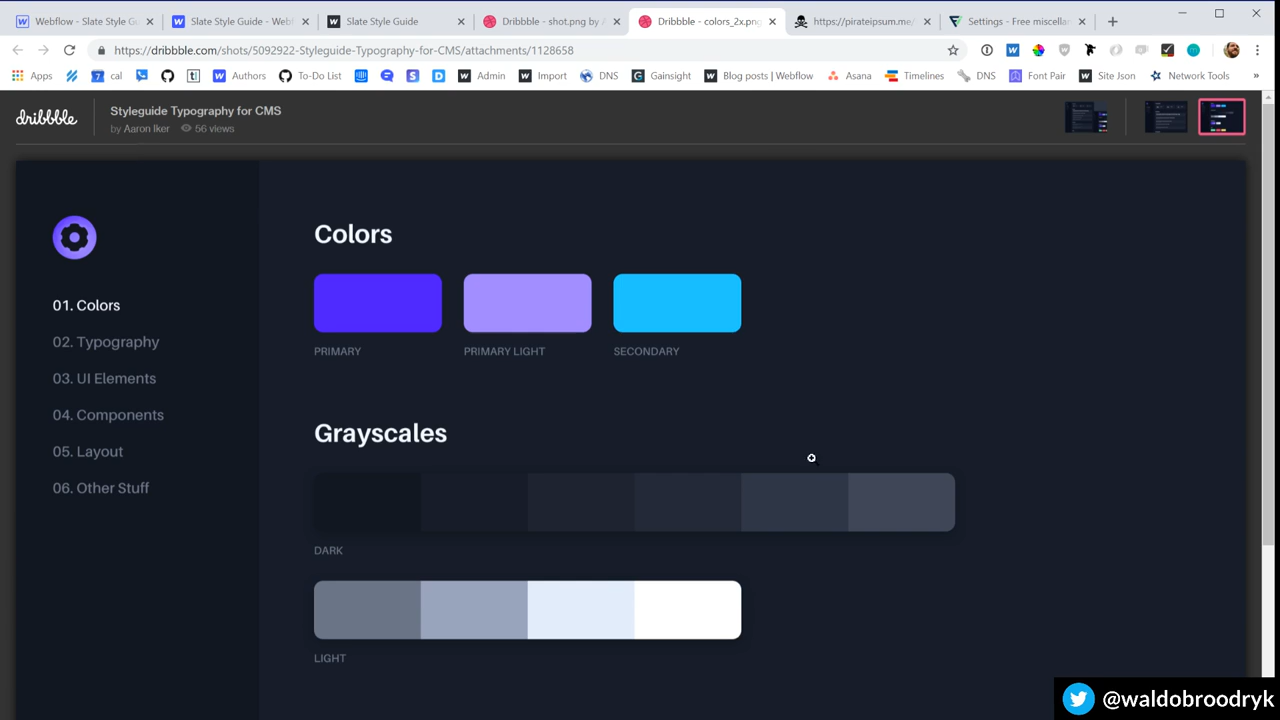 Webflow - Slate Style Gu
Slate Style Guide - Webf
Slate Style Guide
Dribbble - shot.png by A
Dribbble - colors_2x.png
https://pirateipsum.me/
Settings - Free miscellan
https://dribbble.com/shots/5092922-Styleguide-Typography-for-CMS/attachments/1128658
Apps
cal
Authors
To-Do List
Admin
Import
DNS
Gainsight
Blog posts | Webflow
Asana
Timelines
DNS
Font Pair
Site Json
Network Tools
»
dribbble
Styleguide Typography for CMS
by Aaron Iker 56 views
01. Colors
02. Typography
03. UI Elements
04. Components
05. Layout
06. Other Stuff
Colors
PRIMARY
PRIMARY LIGHT
SECONDARY
Grayscales
DARK
LIGHT
@waldobroodryk